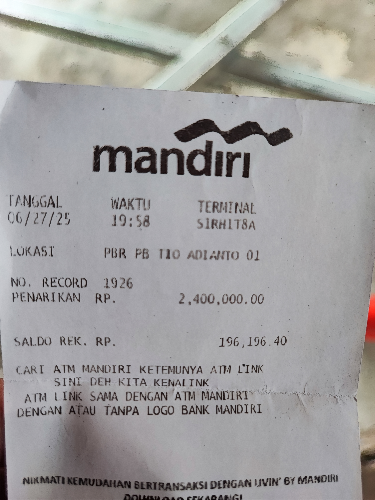 mandiri
TANGGAL WAKTU TERMINAL
06/27/25 19:58 S1RH1T8A
LOKASI PBR PB TIO ADIANTO 01
NO. RECORD 1926
PENARIKAN RP. 2,400,000.00
SALDO REK. RP. 196,196.40
CARI ATM MANDIRI KETEMUNYA ATM LINK
SINI DEH KITA KENALINK
ATM LINK SAMA DENGAN ATM MANDIRI
DENGAN ATAU TANPA LOGO BANK MANDIRI
NIKMATI KEMUDAHAN BERTRANSAKSI DENGAN LIVIN' BY MANDIRI
DOWNLOAD SEKARANG!